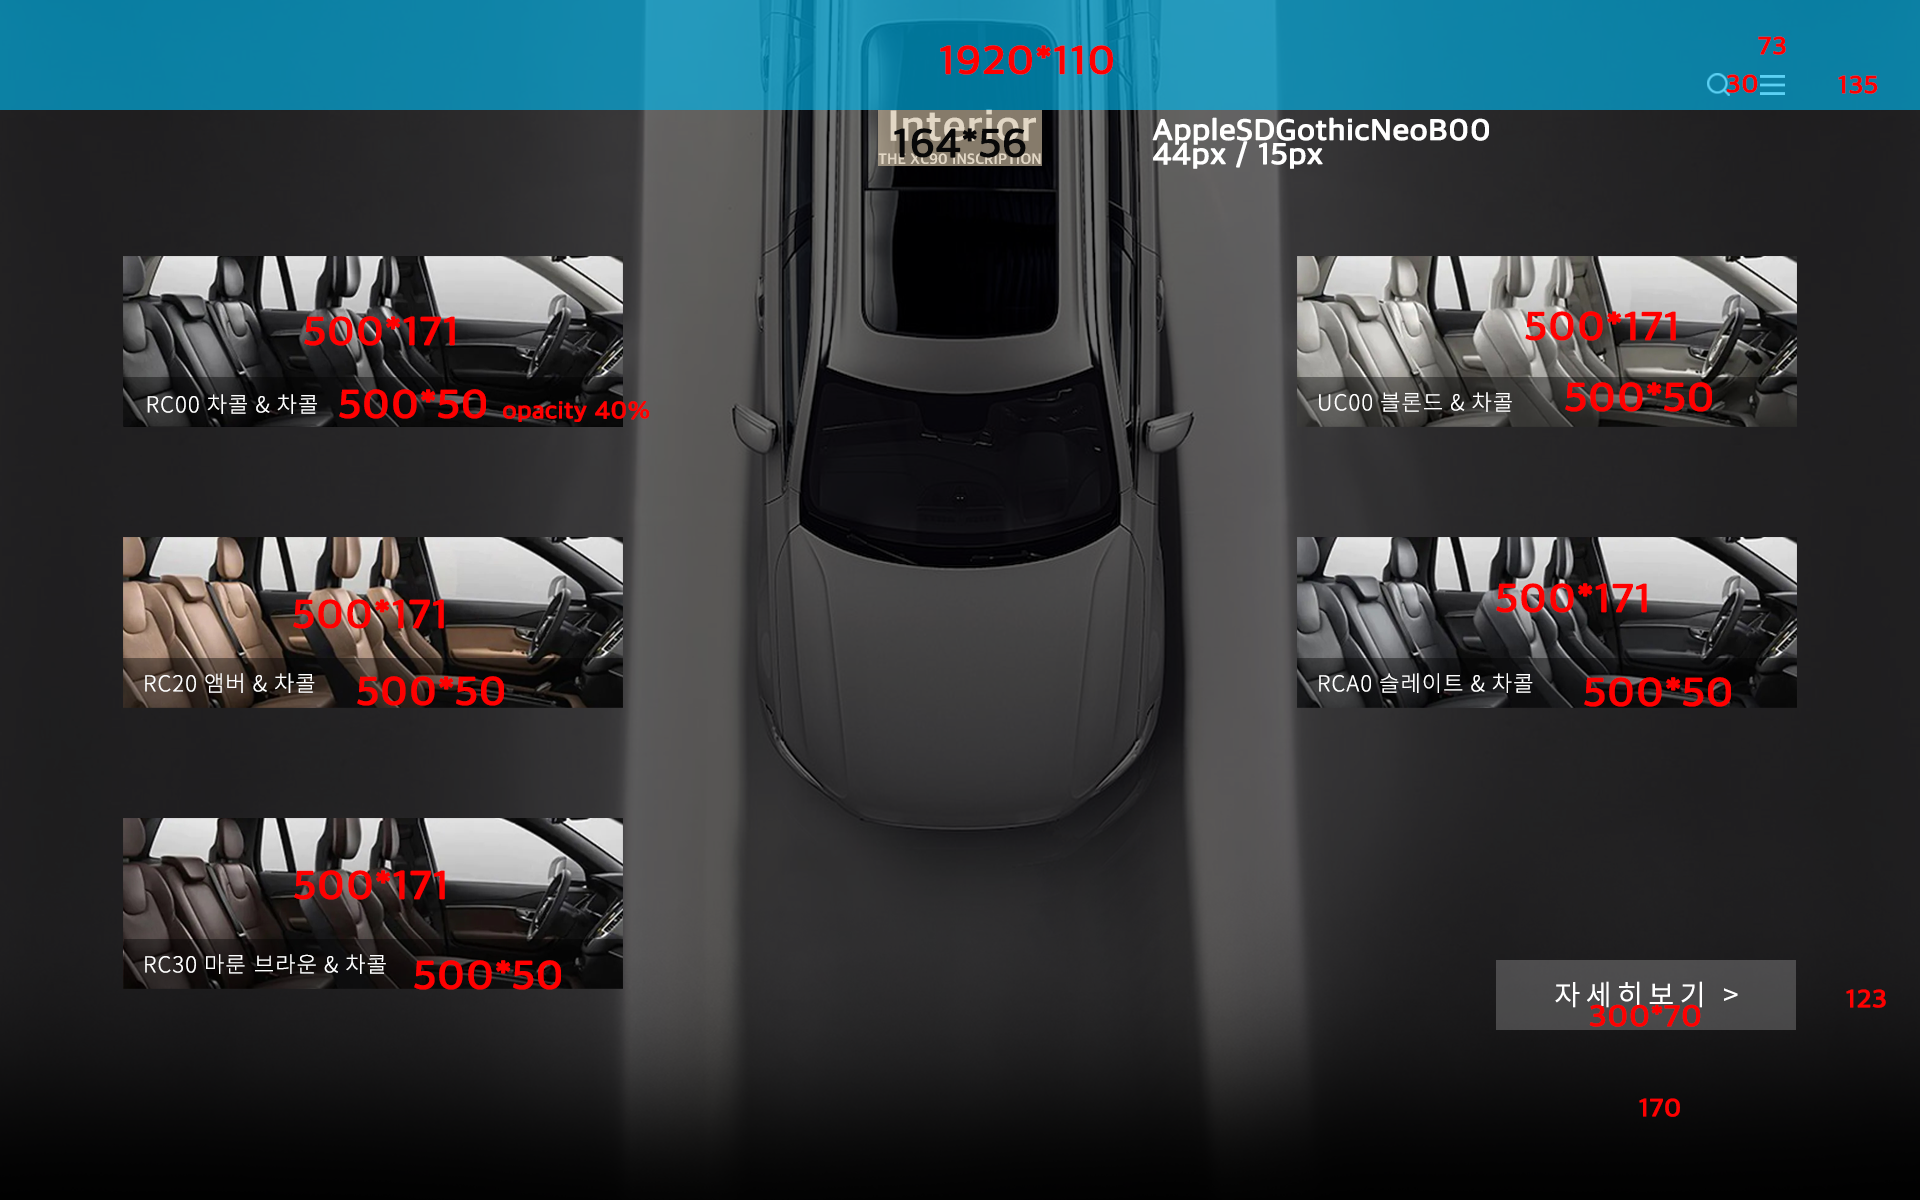 1920*110
73
30
135
Interior
164*56
THE XC90 INSCRIPTION
AppleSDGothicNeoB00
44px / 15px
500*171
RC00 차콜 & 차콜
500*50
opacity 40%
500*171
UC00 블론드 & 차콜
500*50
500*171
RC20 앰버 & 차콜
500*50
500*171
RCA0 슬레이트 & 차콜
500*50
500*171
RC30 마룬 브라운 & 차콜
500*50
자세히보기 >
300*70
123
170